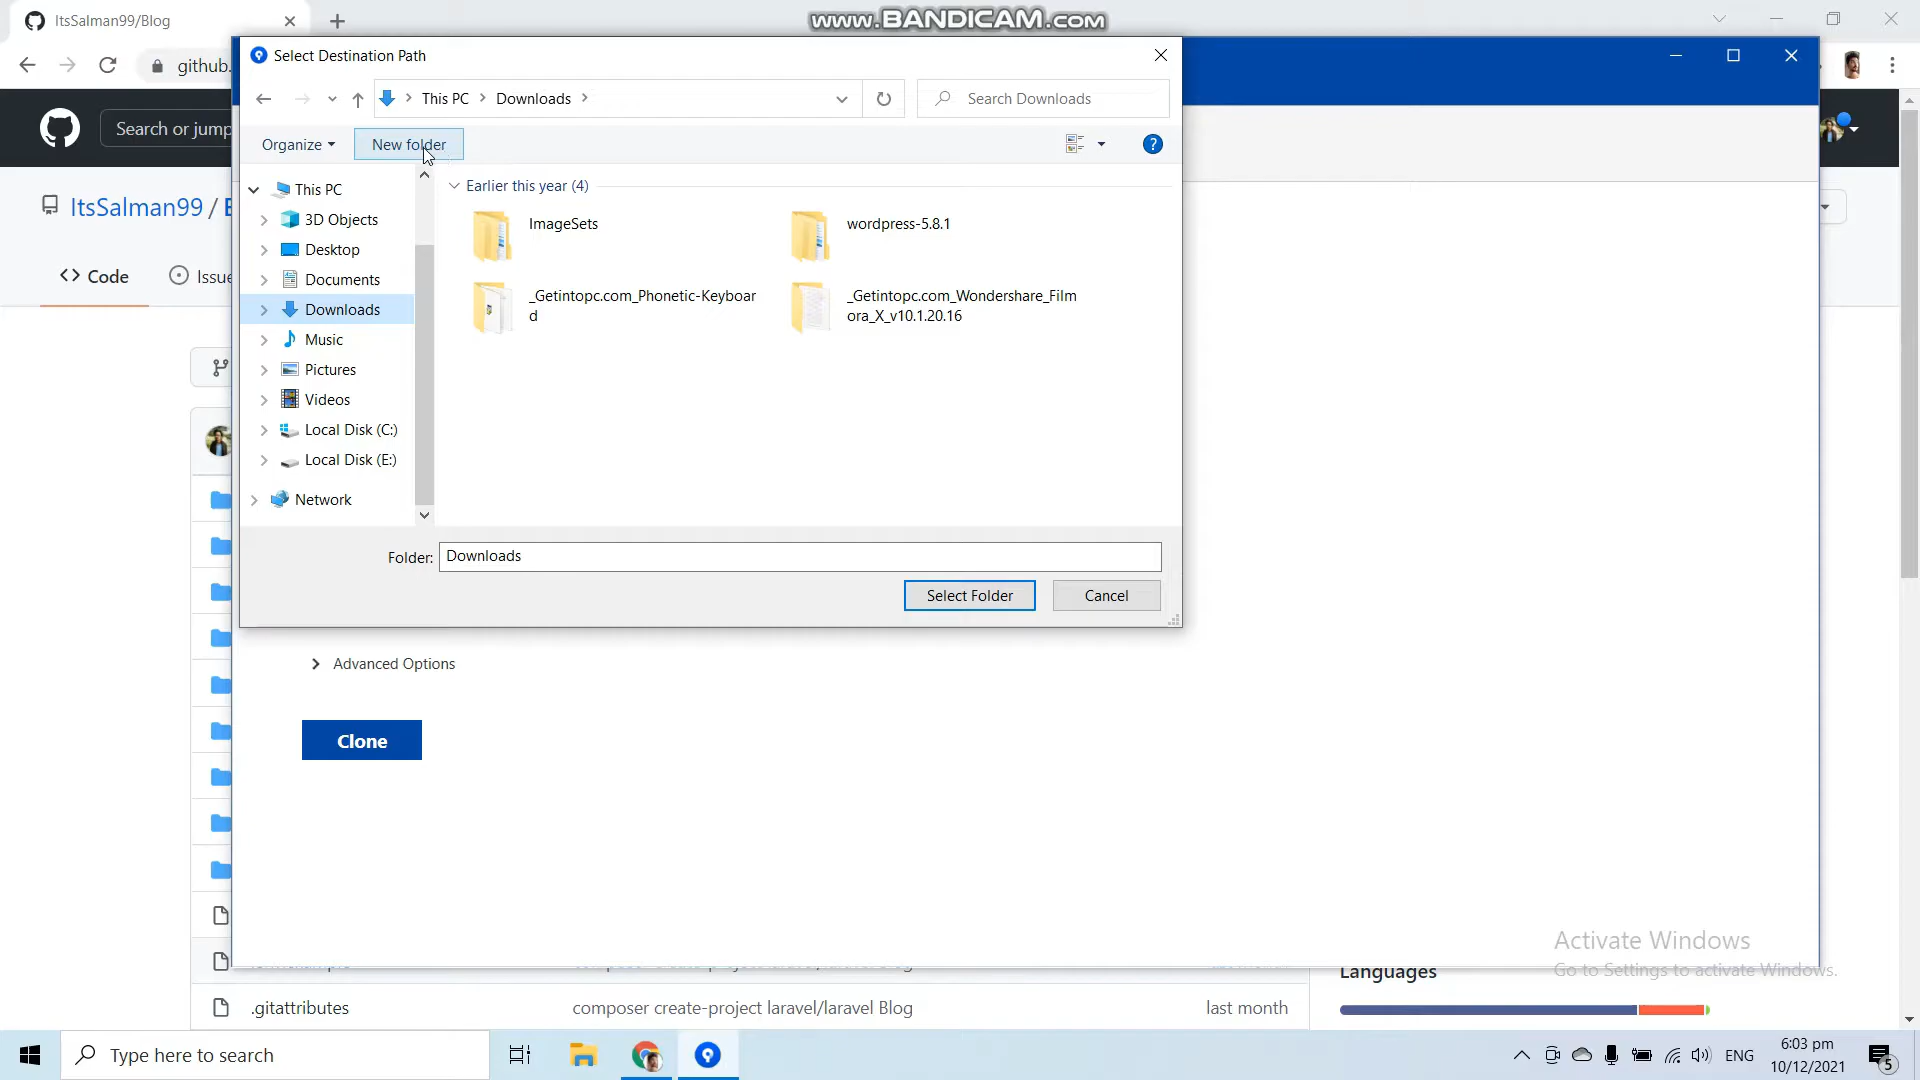 ItsSalman99/Blog
www.BANDICAM.com
github.
Select Destination Path
This PC
Downloads
Search Downloads
Search or jump
Organize
New folder
This PC
3D Objects
Desktop
Documents
Downloads
Music
Pictures
Videos
Local Disk (C:)
Local Disk (E:)
Network
Earlier this year (4)
ImageSets
wordpress-5.8.1
_Getintopc.com_Phonetic-Keyboar
d
_Getintopc.com_Wondershare_Film
ora_X_v10.1.20.16
ItsSalman99 /
Code
Issue
Folder:
Downloads
Select Folder
Cancel
Advanced Options
Clone
Activate Windows
Go to Settings to activate Windows.
Languages
.gitattributes
composer create-project laravel/laravel Blog
last month
Type here to search
ENG
6:03 pm
10/12/2021
5